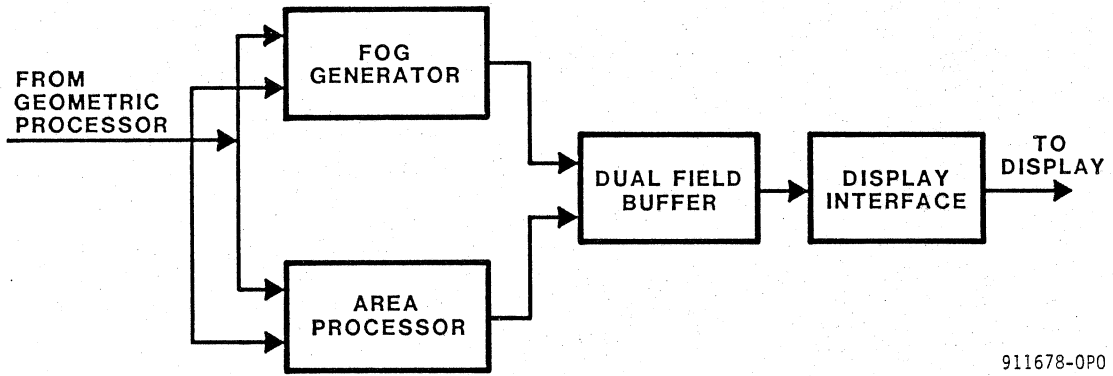 FROM
GEOMETRIC
PROCESSOR
FOG
GENERATOR
AREA
PROCESSOR
DUAL FIELD
BUFFER
DISPLAY
INTERFACE
TO
DISPLAY
911678-0P0